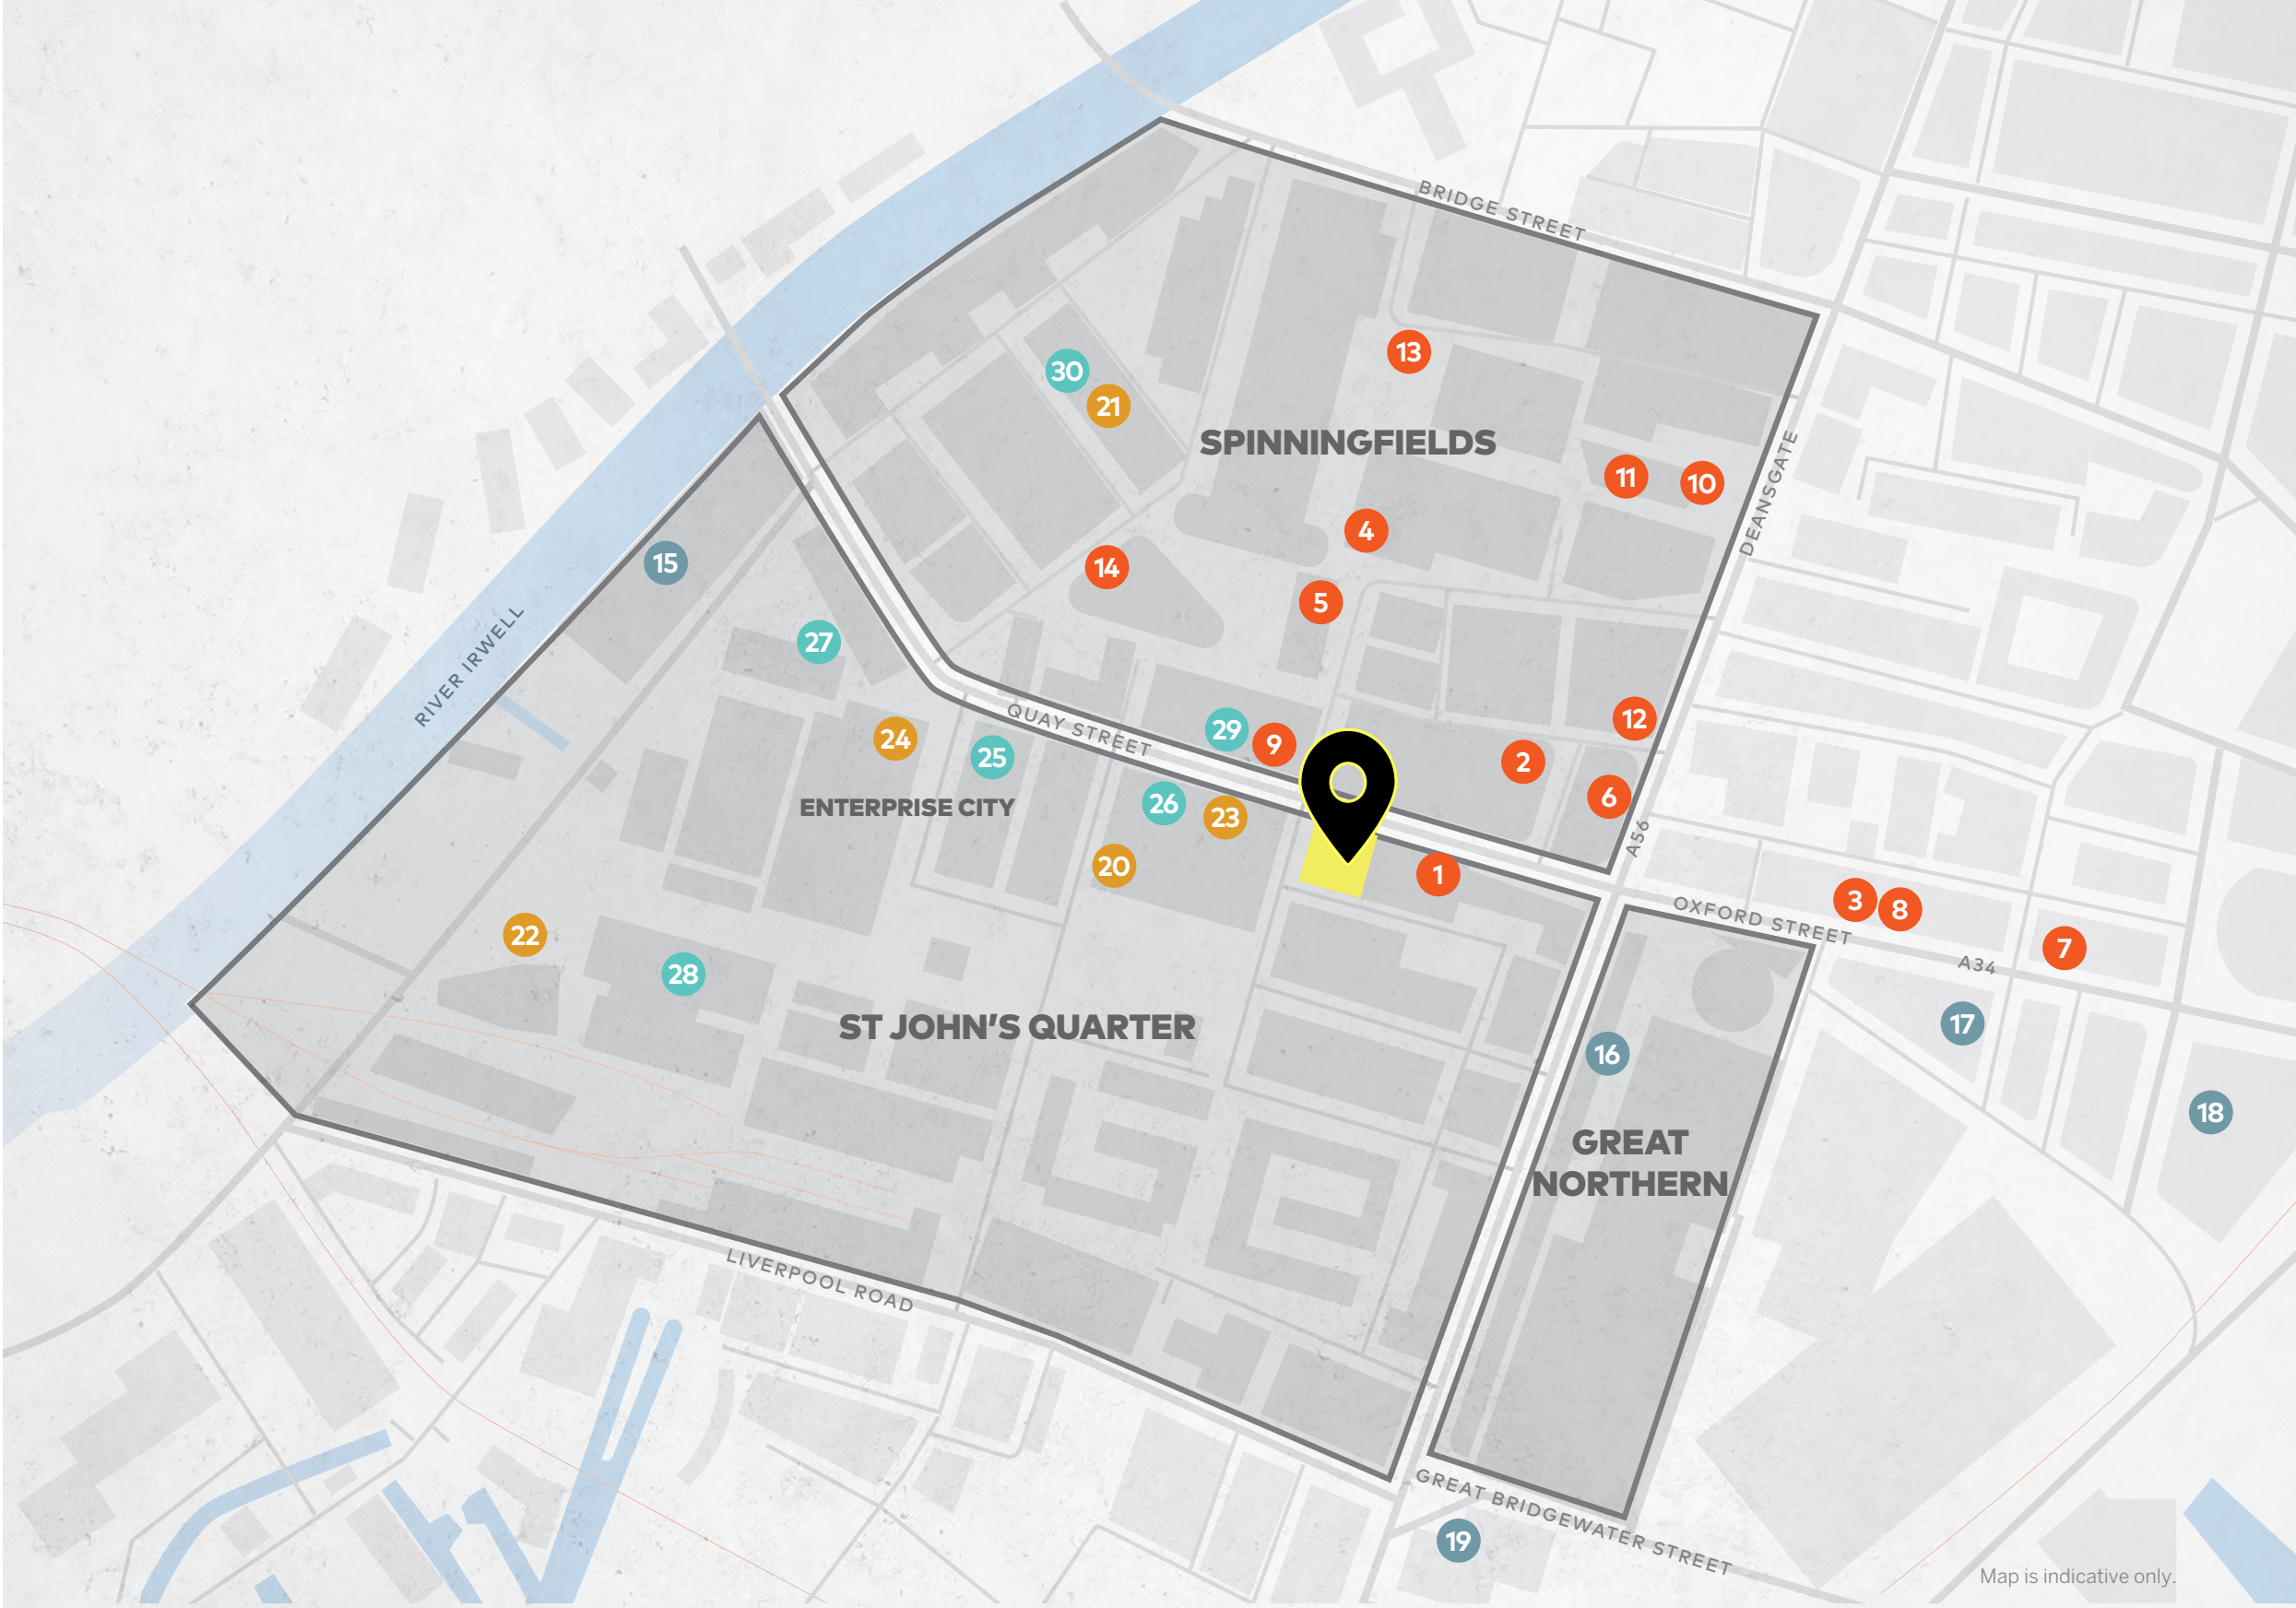 BRIDGE STREET
13
30
21
SPINNINGFIELDS
11
10
DEANSGATE
4
15
14
5
RIVER IRWELL
27
QUAY STREET
24
25
29
9
12
2
6
ENTERPRISE CITY
26
23
20
1
A56
3
8
OXFORD STREET
7
A34
22
28
ST JOHN'S QUARTER
17
16
18
GREAT
NORTHERN
LIVERPOOL ROAD
GREAT BRIDGEWATER STREET
19
Map is indicative only.